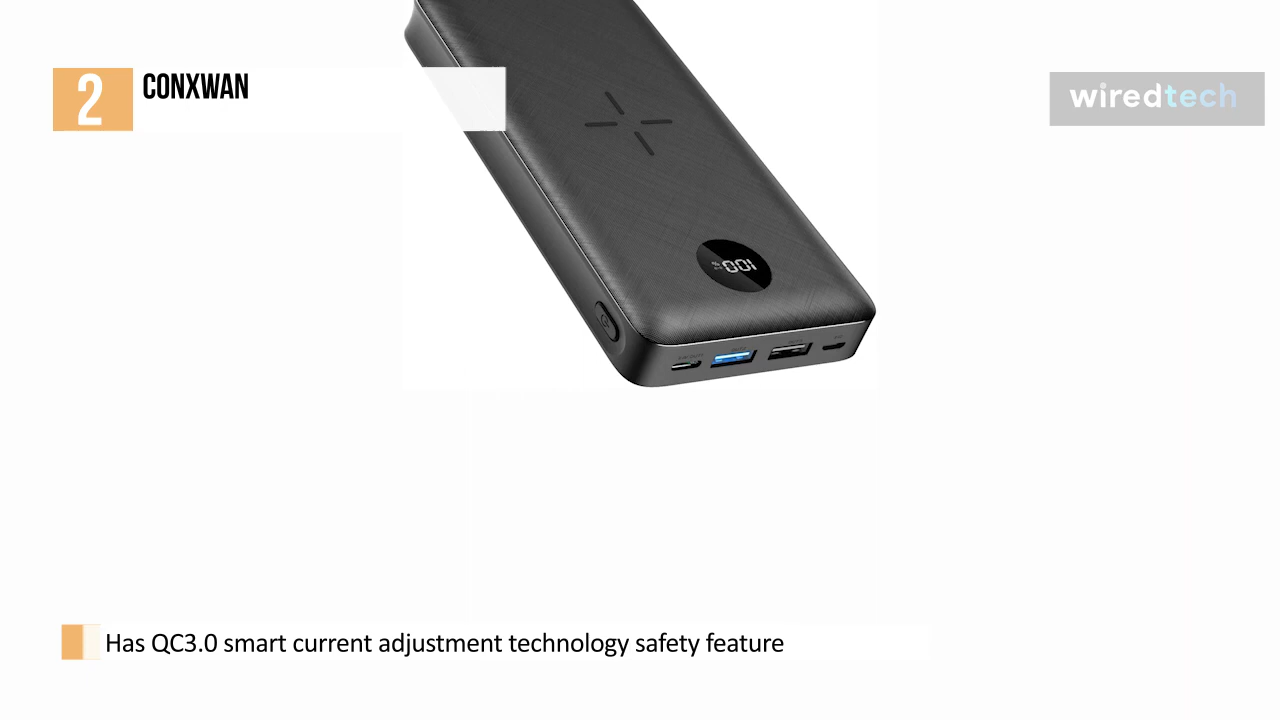 2
CONXWAN
wiredtech
100
Has QC3.0 smart current adjustment technology safety feature